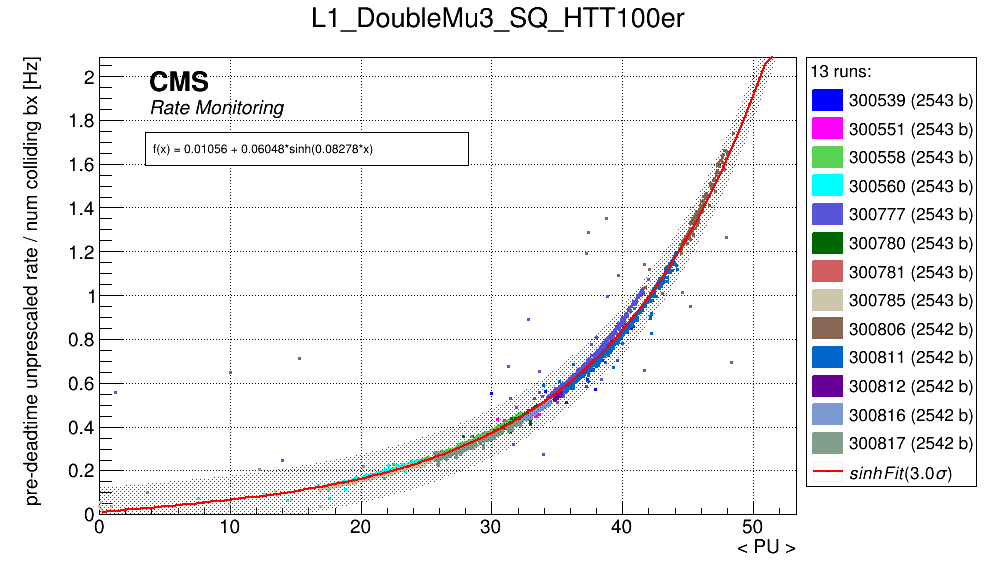 L1_DoubleMu3_SQ_HTT100er
pre-deadtime unprescaled rate / num colliding bx [Hz]
CMS
Rate Monitoring
f(x) = 0.01056 + 0.06048*sinh(0.08278*x)
2
1.8
1.6
1.4
1.2
1
0.8
0.6
0.4
0.2
0
0 10 20 30 40 50
< PU >
13 runs:
300539 (2543 b)
300551 (2543 b)
300558 (2543 b)
300560 (2543 b)
300777 (2543 b)
300780 (2543 b)
300781 (2543 b)
300785 (2543 b)
300806 (2542 b)
300811 (2542 b)
300812 (2542 b)
300816 (2542 b)
300817 (2542 b)
sinhFit(3.0σ)